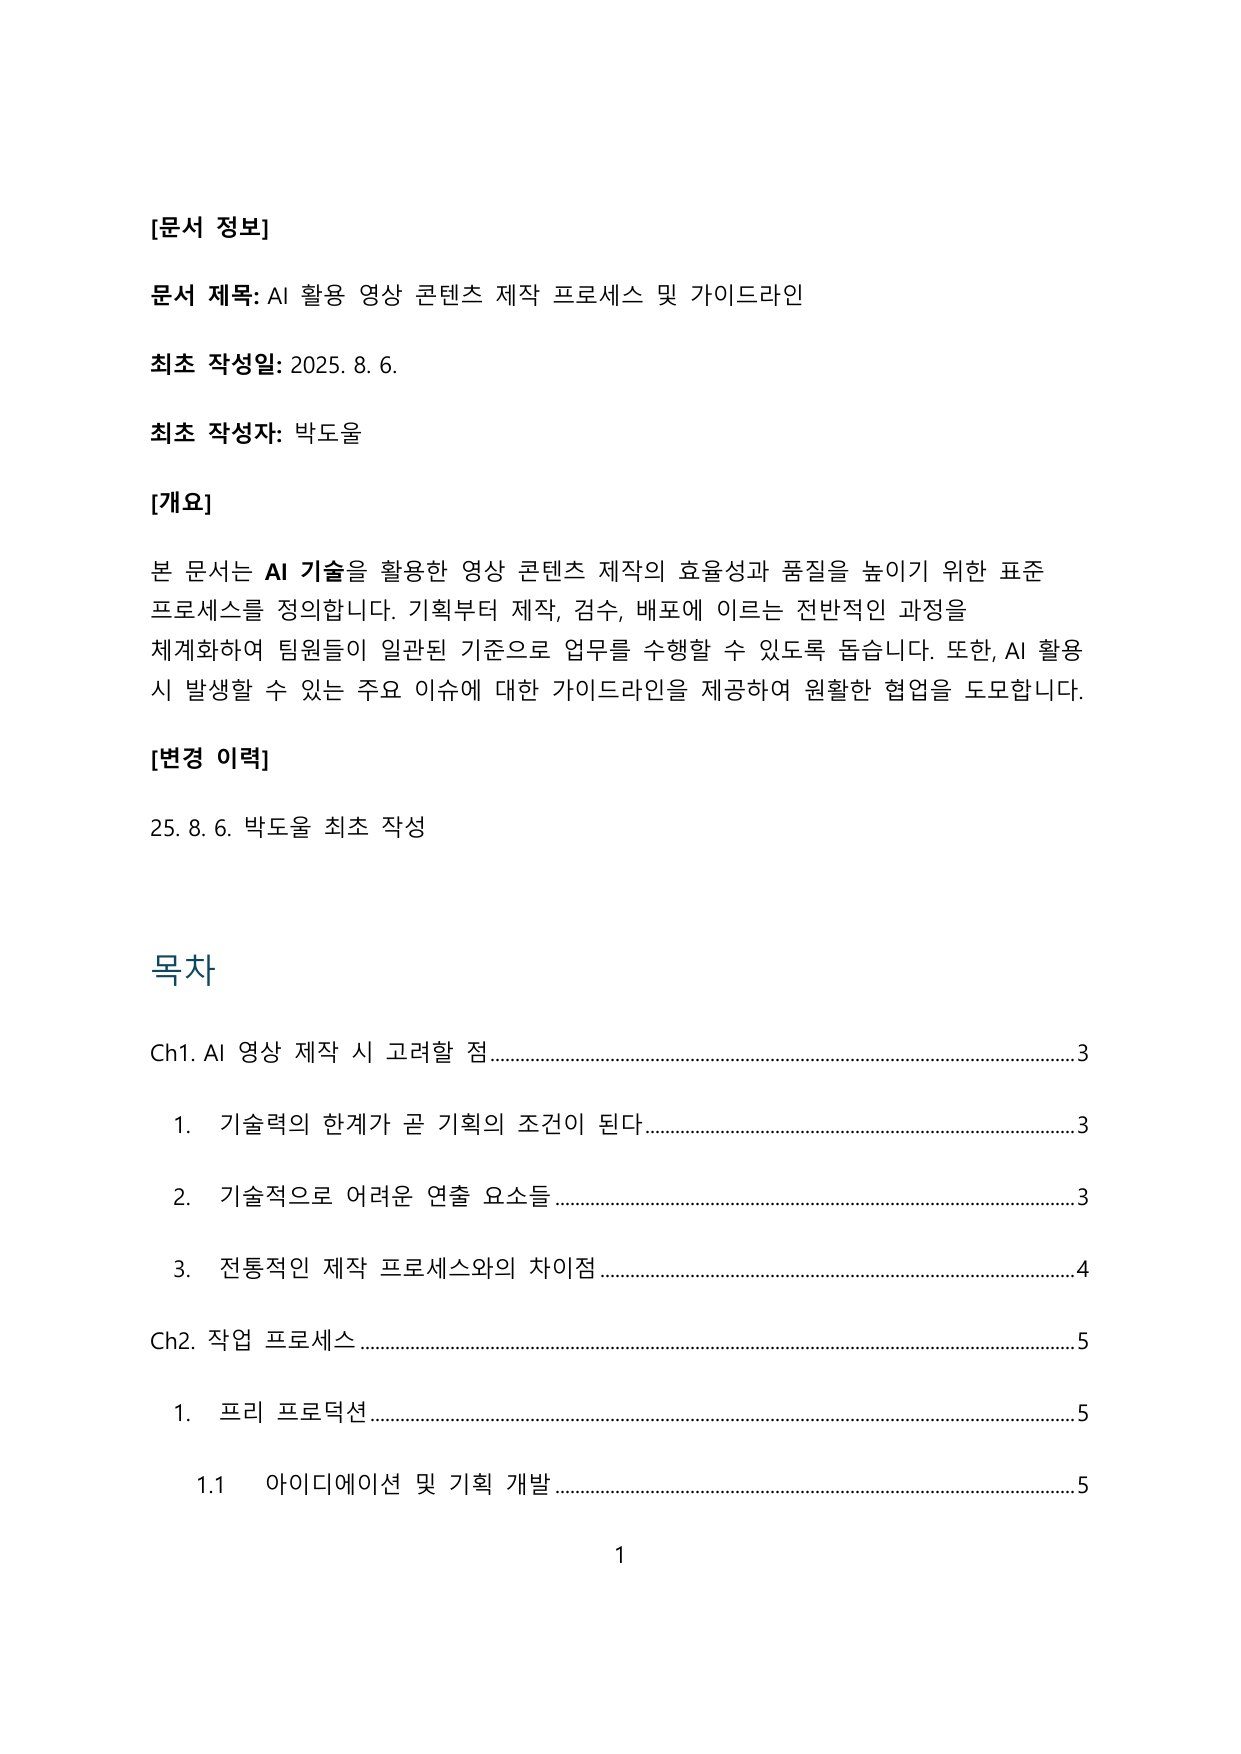 [문서 정보]
문서 제목: AI 활용 영상 콘텐츠 제작 프로세스 및 가이드라인
최초 작성일: 2025. 8. 6.
최초 작성자: 박도울
[개요]
본 문서는 AI 기술을 활용한 영상 콘텐츠 제작의 효율성과 품질을 높이기 위한 표준
프로세스를 정의합니다. 기획부터 제작, 검수, 배포에 이르는 전반적인 과정을
체계화하여 팀원들이 일관된 기준으로 업무를 수행할 수 있도록 돕습니다. 또한, AI 활용
시 발생할 수 있는 주요 이슈에 대한 가이드라인을 제공하여 원활한 협업을 도모합니다.
[변경 이력]
25. 8. 6. 박도울 최초 작성
목차
Ch1. AI 영상 제작 시 고려할 점 3
1. 기술력의 한계가 곧 기획의 조건이 된다 3
2. 기술적으로 어려운 연출 요소들 3
3. 전통적인 제작 프로세스와의 차이점 4
Ch2. 작업 프로세스 5
1. 프리 프로덕션 5
1.1 아이디에이션 및 기획 개발 5
1